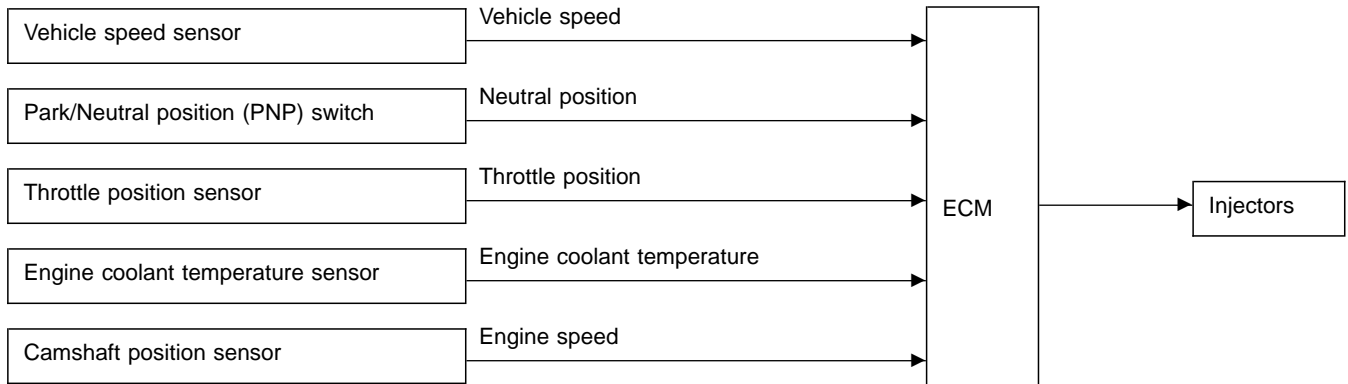 Vehicle speed sensor
Vehicle speed
Park/Neutral position (PNP) switch
Neutral position
Throttle position sensor
Throttle position
Engine coolant temperature sensor
Engine coolant temperature
Camshaft position sensor
Engine speed
ECM
Injectors